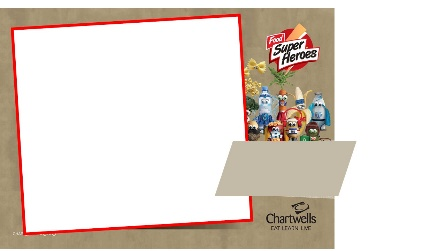 Food
Super
Heroes
Chartwells
EAT. LEARN. LIVE.